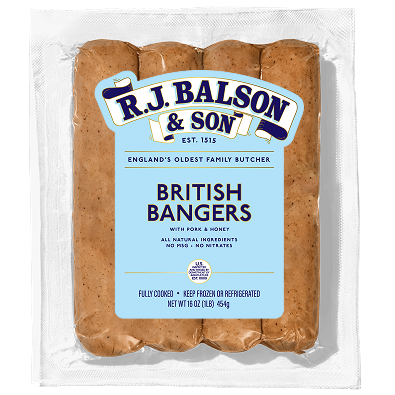 R.J. BALSON
& SON
EST. 1515
ENGLAND'S OLDEST FAMILY BUTCHER
BRITISH
BANGERS
WITH PORK & HONEY
ALL NATURAL INGREDIENTS
NO MSG • NO NITRATES
U.S.
FULLY COOKED • KEEP FROZEN OR REFRIGERATED
NET WT 16 OZ (1LB) 454g